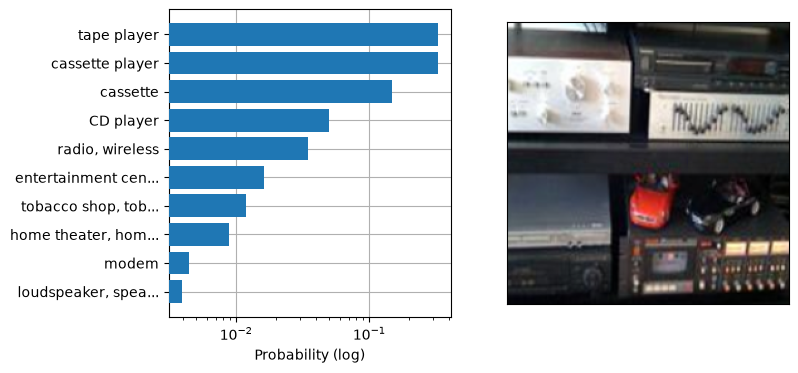 tape player
cassette player
cassette
CD player
radio, wireless
entertainment cen...
tobacco shop, tob...
home theater, hom...
modem
loudspeaker, spea...
10⁻² 10⁻¹
Probability (log)